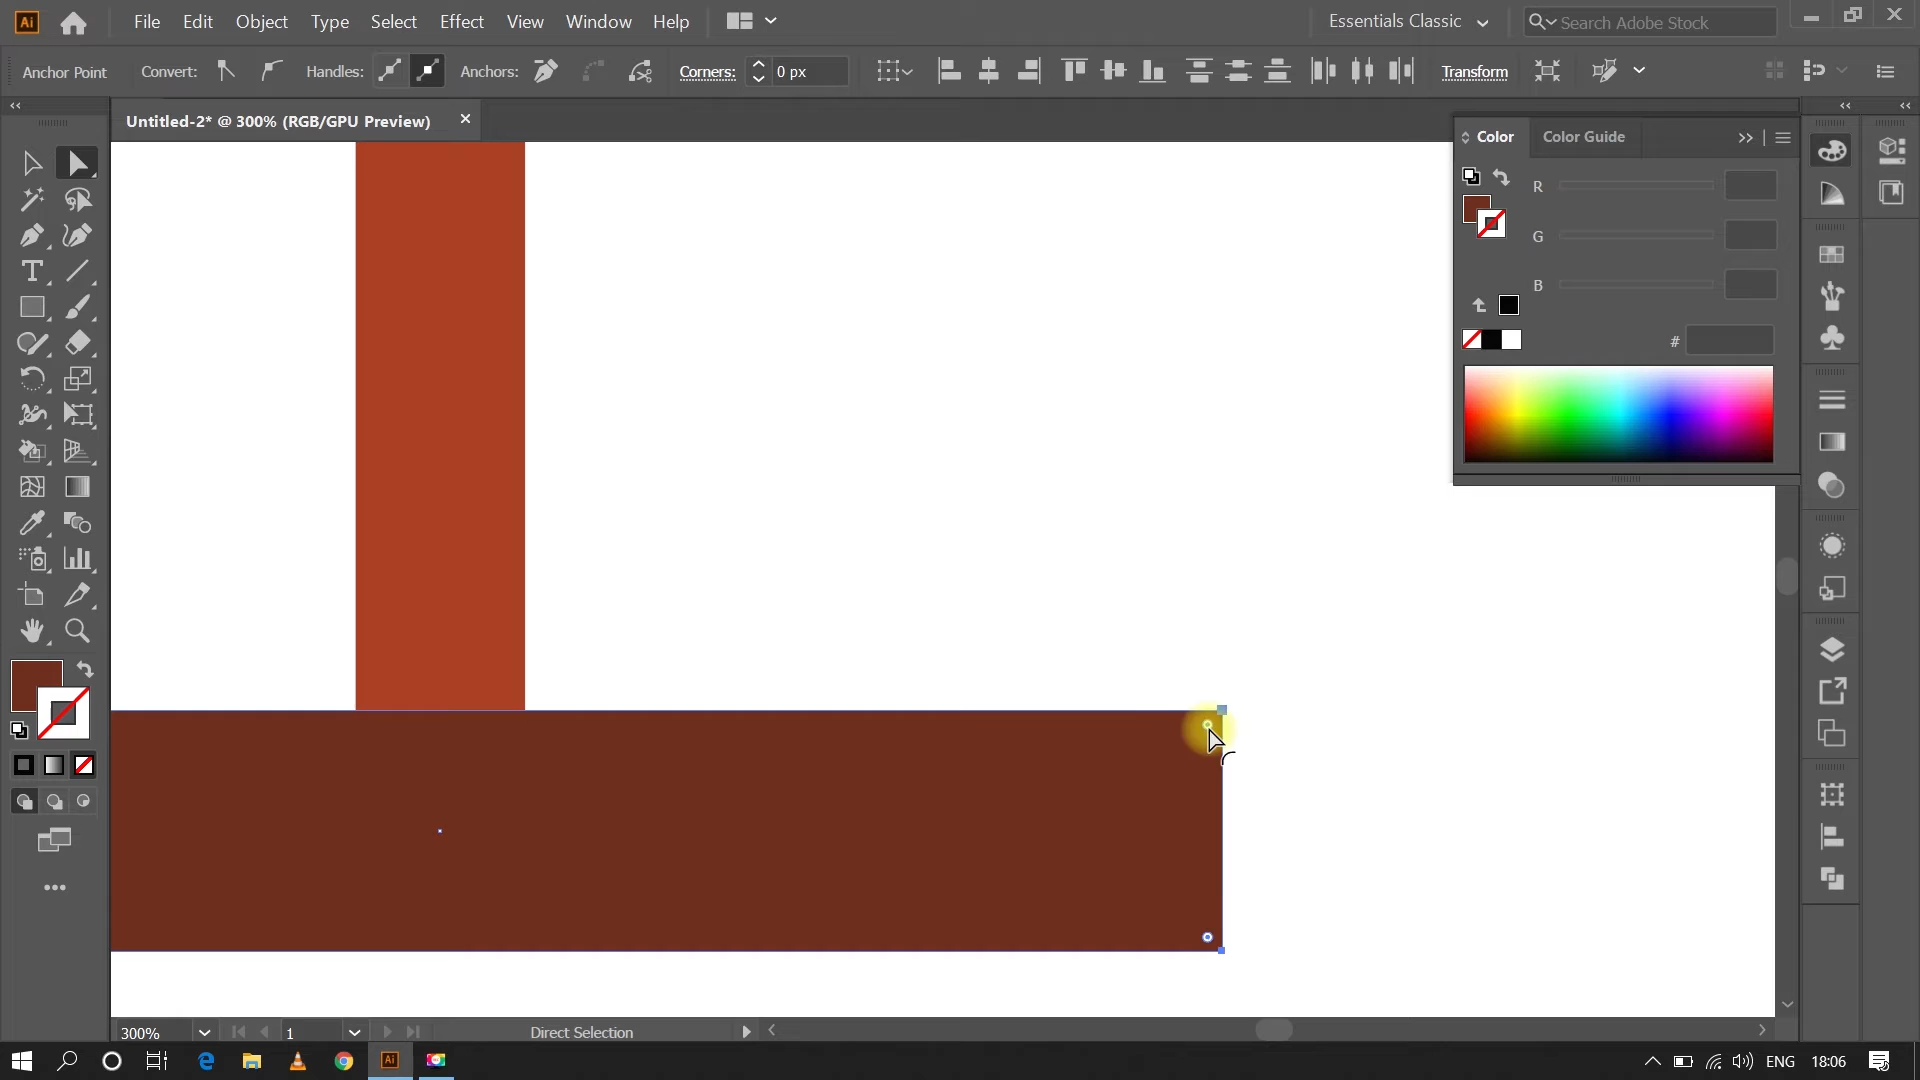 Ai File Edit Object Type Select Effect View Window Help Essentials Classic Search Adobe Stock
Anchor Point Convert: Handles: Anchors: Corners: 0 px Transform
Untitled-2* @ 300% (RGB/GPU Preview)
Color Color Guide
R
G
B
#
300% 1 Direct Selection
Ai ENG 18:06